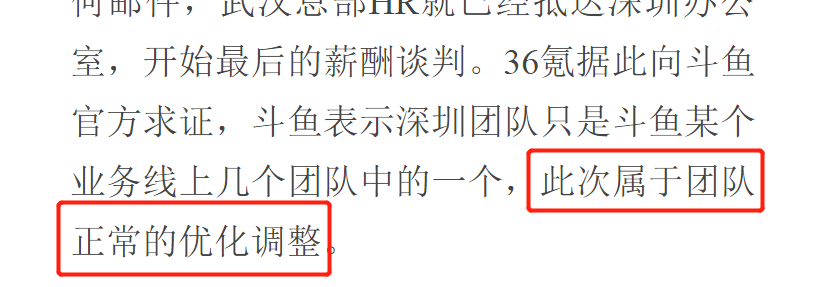 何邮件，武汉总部HR就已经抵达深圳办公
室，开始最后的薪酬谈判。36氪据此向斗鱼
官方求证，斗鱼表示深圳团队只是斗鱼某个
业务线上几个团队中的一个，此次属于团队
正常的优化调整。